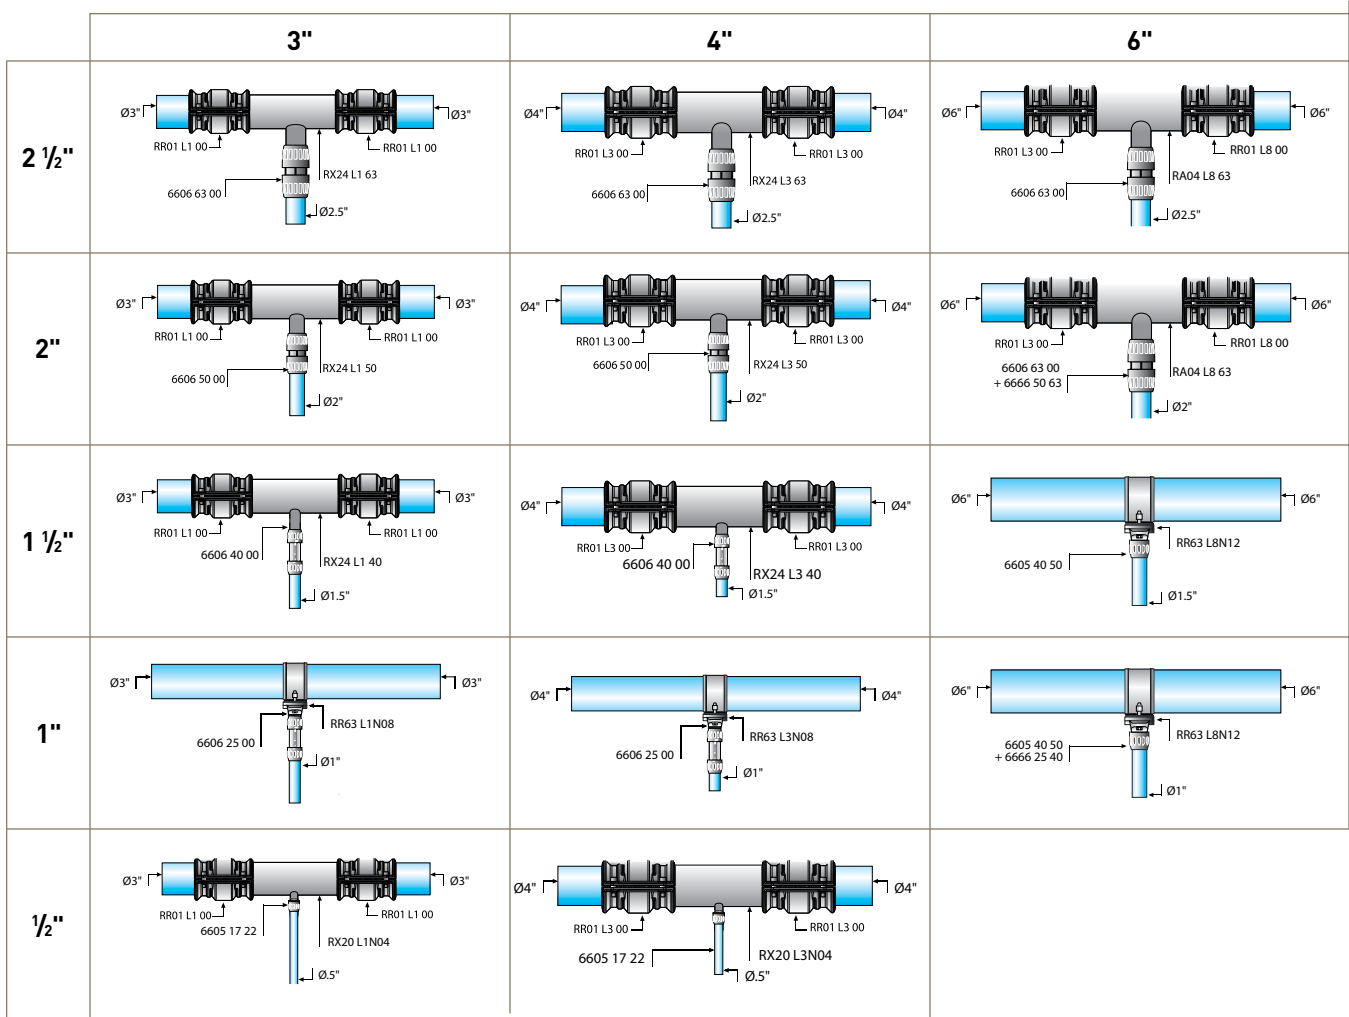 3" 4" 6"
2 ½"
Ø3" Ø3"
RR01 L1 00 RR01 L1 00
RX24 L1 63
6606 63 00
Ø2.5"
Ø4" Ø4"
RR01 L3 00 RR01 L3 00
RX24 L3 63
6606 63 00
Ø2.5"
Ø6" Ø6"
RR01 L3 00 RR01 L8 00
RA04 L8 63
6606 63 00
Ø2.5"
2"
Ø3" Ø3"
RR01 L1 00 RR01 L1 00
RX24 L1 50
6606 50 00
Ø2"
Ø4" Ø4"
RR01 L3 00 RR01 L3 00
RX24 L3 50
6606 50 00
Ø2"
Ø6" Ø6"
RR01 L3 00 RR01 L8 00
6606 63 00
+ 6666 50 63
RA04 L8 63
Ø2"
1 ½"
Ø3" Ø3"
RR01 L1 00 RR01 L1 00
6606 40 00
RX24 L1 40
Ø1.5"
Ø4" Ø4"
RR01 L3 00 RR01 L3 00
6606 40 00
RX24 L3 40
Ø1.5"
Ø6" Ø6"
RR63 L8N12
6605 40 50
Ø1.5"
1"
Ø3" Ø3"
RR63 L1N08
6606 25 00
Ø1"
Ø4" Ø4"
RR63 L3N08
6606 25 00
Ø1"
Ø6" Ø6"
RR63 L8N12
6605 40 50
+ 6666 25 40
Ø1"
½"
Ø3" Ø3"
RR01 L1 00 RR01 L1 00
6605 17 22
RX20 L1N04
Ø.5"
Ø4" Ø4"
RR01 L3 00 RR01 L3 00
6605 17 22
RX20 L3N04
Ø.5"